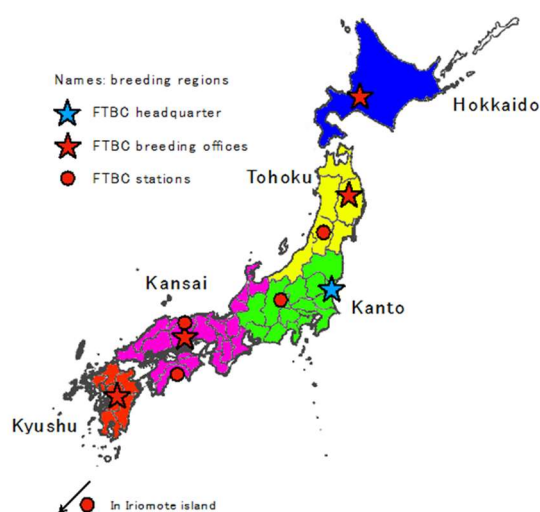 Names: breeding regions
FTBC headquarter
FTBC breeding offices
FTBC stations
Hokkaido
Tohoku
Kansai
Kanto
Kyushu
In Iriomote island